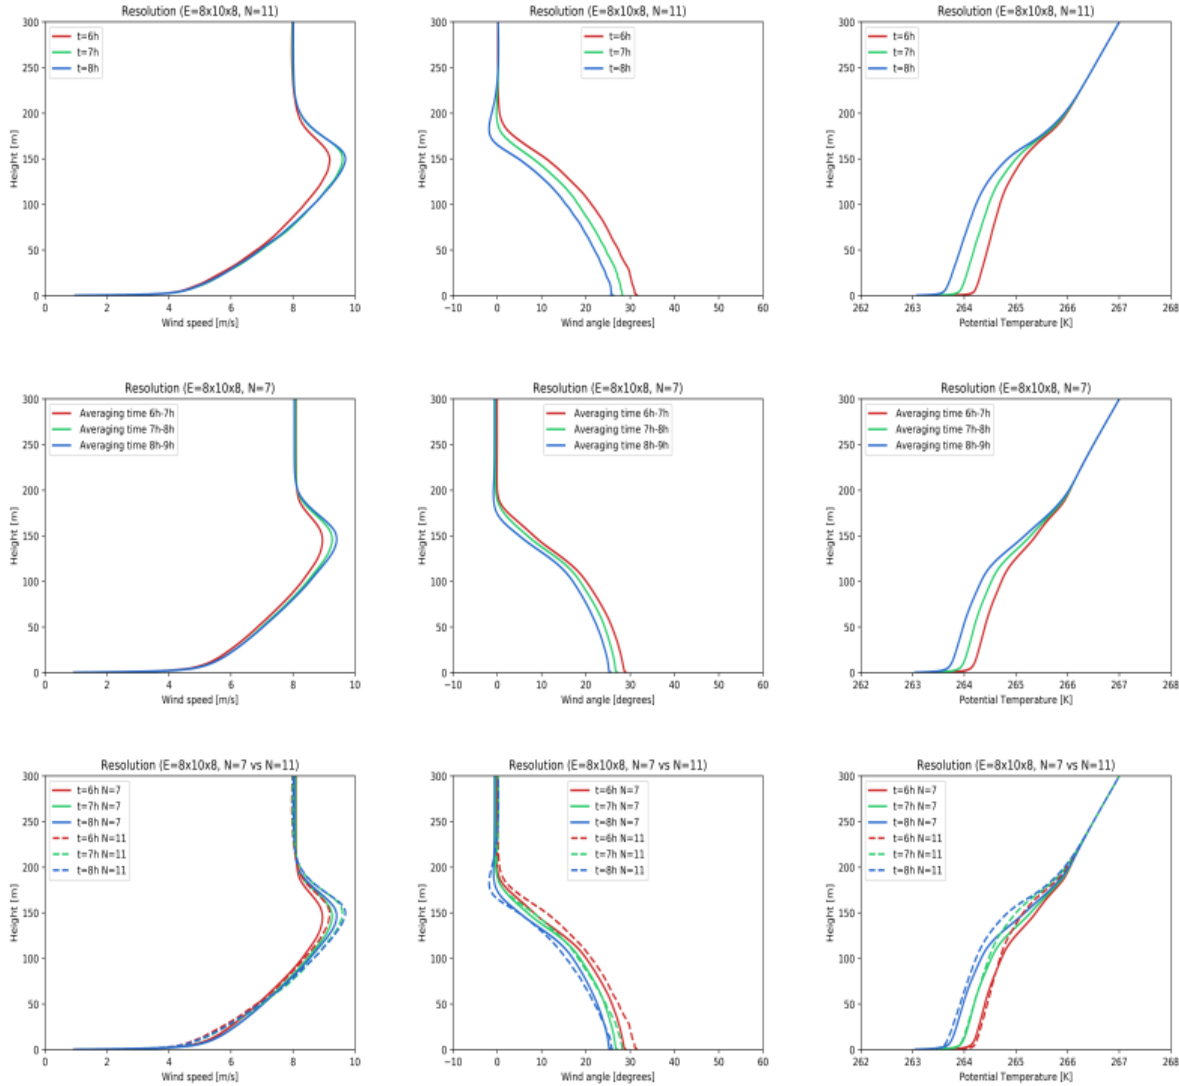 Resolution (E=8x10x8, N=11)
Resolution (E=8x10x8, N=11)
Resolution (E=8x10x8, N=11)
t=6h
t=7h
t=8h
t=6h
t=7h
t=8h
t=6h
t=7h
t=8h
300
250
200
150
100
50
0
Height [m]
0 2 4 6 8 10
Wind speed [m/s]
300
250
200
150
100
50
0
Height [m]
−10 0 10 20 30 40 50 60
Wind angle [degrees]
300
250
200
150
100
50
0
Height [m]
262 263 264 265 266 267 268
Potential Temperature [K]
Resolution (E=8x10x8, N=7)
Resolution (E=8x10x8, N=7)
Resolution (E=8x10x8, N=7)
Averaging time 6h-7h
Averaging time 7h-8h
Averaging time 8h-9h
Averaging time 6h-7h
Averaging time 7h-8h
Averaging time 8h-9h
Averaging time 6h-7h
Averaging time 7h-8h
Averaging time 8h-9h
300
250
200
150
100
50
0
Height [m]
0 2 4 6 8 10
Wind speed [m/s]
300
250
200
150
100
50
0
Height [m]
−10 0 10 20 30 40 50 60
Wind angle [degrees]
300
250
200
150
100
50
0
Height [m]
262 263 264 265 266 267 268
Potential Temperature [K]
Resolution (E=8x10x8, N=7 vs N=11)
Resolution (E=8x10x8, N=7 vs N=11)
Resolution (E=8x10x8, N=7 vs N=11)
t=6h N=7
t=7h N=7
t=8h N=7
t=6h N=11
t=7h N=11
t=8h N=11
t=6h N=7
t=7h N=7
t=8h N=7
t=6h N=11
t=7h N=11
t=8h N=11
t=6h N=7
t=7h N=7
t=8h N=7
t=6h N=11
t=7h N=11
t=8h N=11
300
250
200
150
100
50
0
Height [m]
0 2 4 6 8 10
Wind speed [m/s]
300
250
200
150
100
50
0
Height [m]
−10 0 10 20 30 40 50 60
Wind angle [degrees]
300
250
200
150
100
50
0
Height [m]
262 263 264 265 266 267 268
Potential Temperature [K]